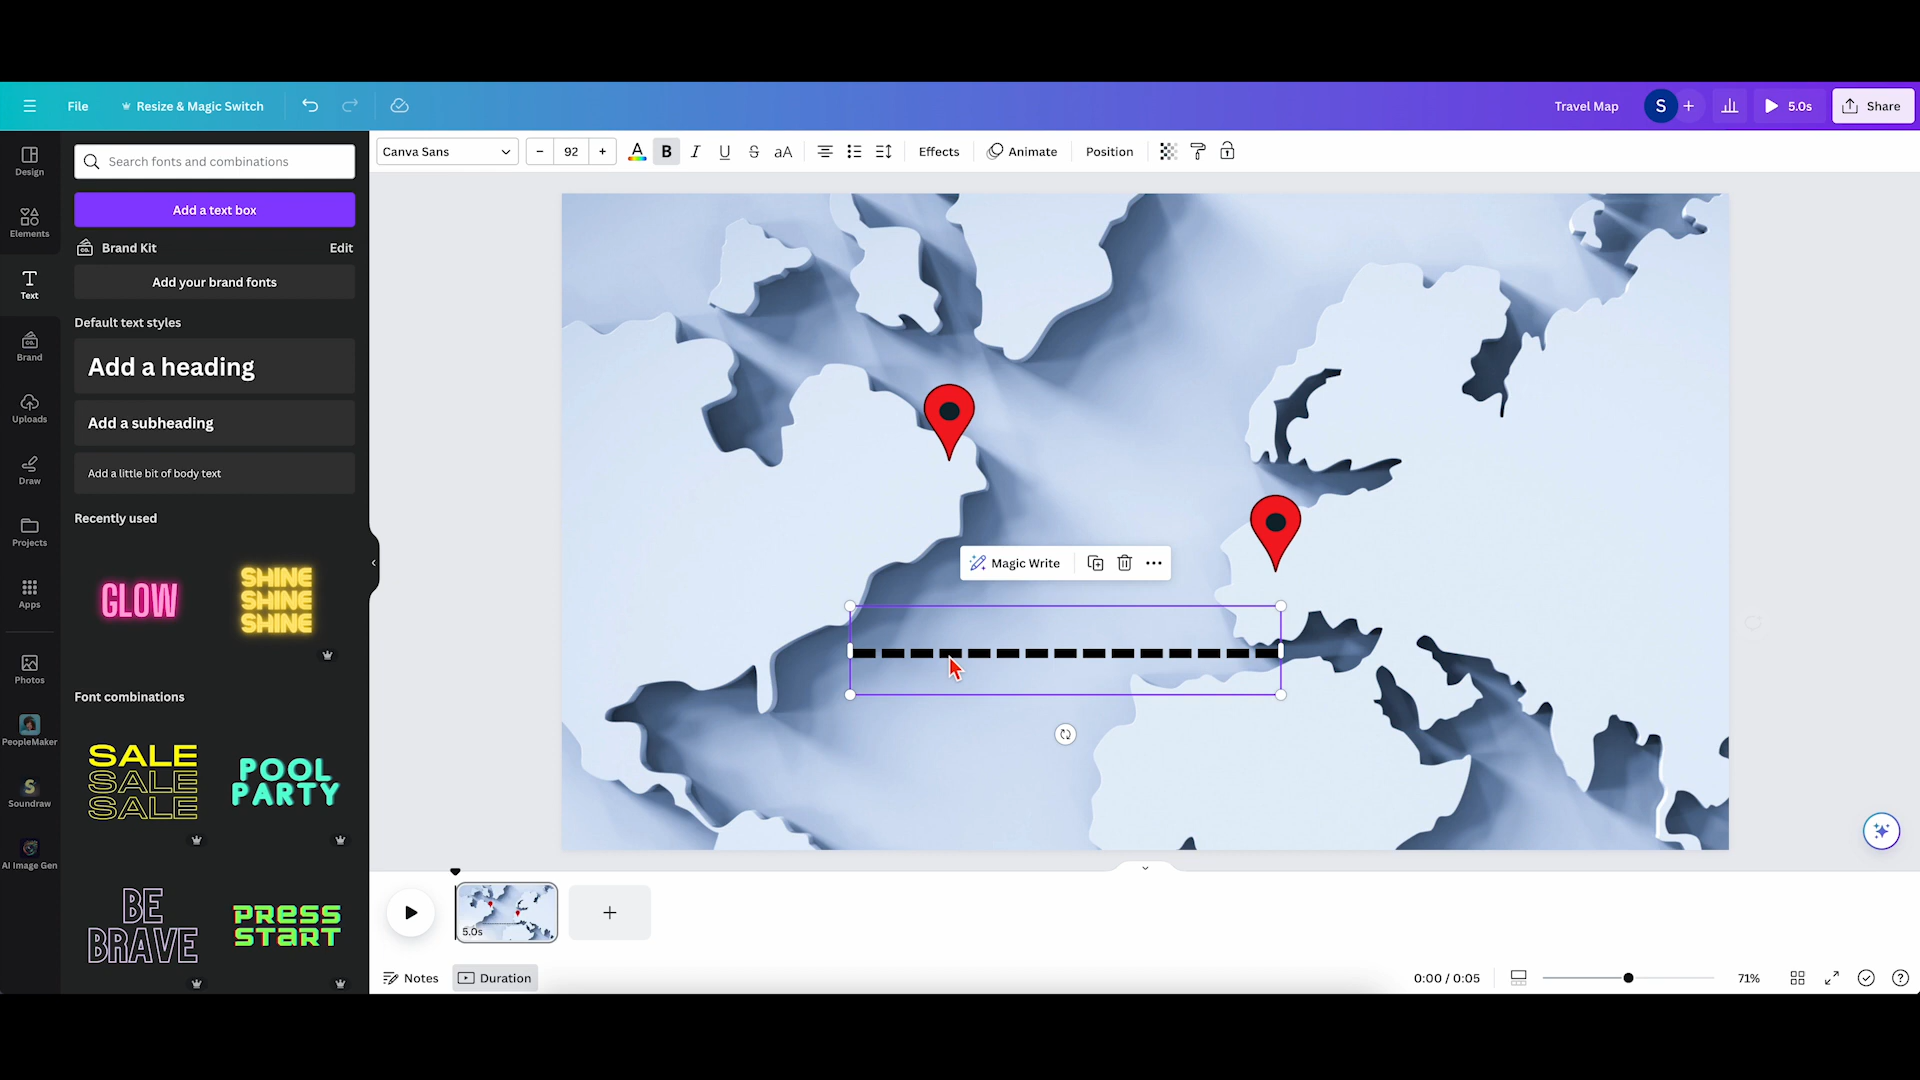 File
Resize & Magic Switch
Travel Map
S
5.0s
Share
Canva Sans
92
A
B
I
U
S
aA
Effects
Animate
Position
Design
Elements
Text
Brand
Uploads
Draw
Projects
Apps
Photos
PeopleMaker
Soundraw
AI Image Gen
Search fonts and combinations
Add a text box
Brand Kit
Edit
Add your brand fonts
Default text styles
Add a heading
Add a subheading
Add a little bit of body text
Recently used
GLOW
SHINE
SHINE
SHINE
Font combinations
SALE
SALE
SALE
POOL
PARTY
BE
BRAVE
PRESS
START
Magic Write
5.0s
Notes
Duration
0:00 / 0:05
71%